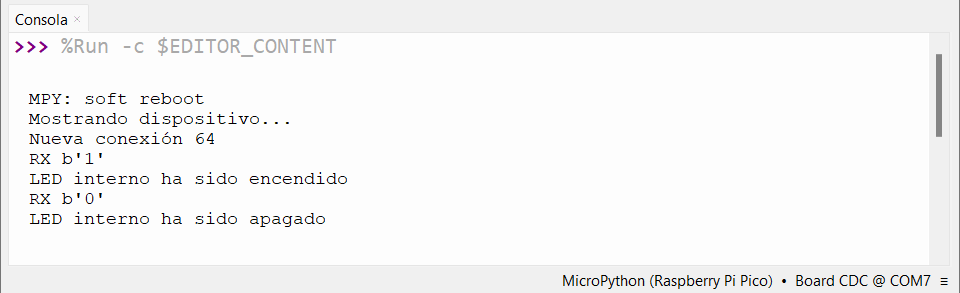 Consola ×
>>> %Run -c $EDITOR_CONTENT
MPY: soft reboot
Mostrando dispositivo...
Nueva conexión 64
RX b'1'
LED interno ha sido encendido
RX b'0'
LED interno ha sido apagado
MicroPython (Raspberry Pi Pico) • Board CDC @ COM7 ≡